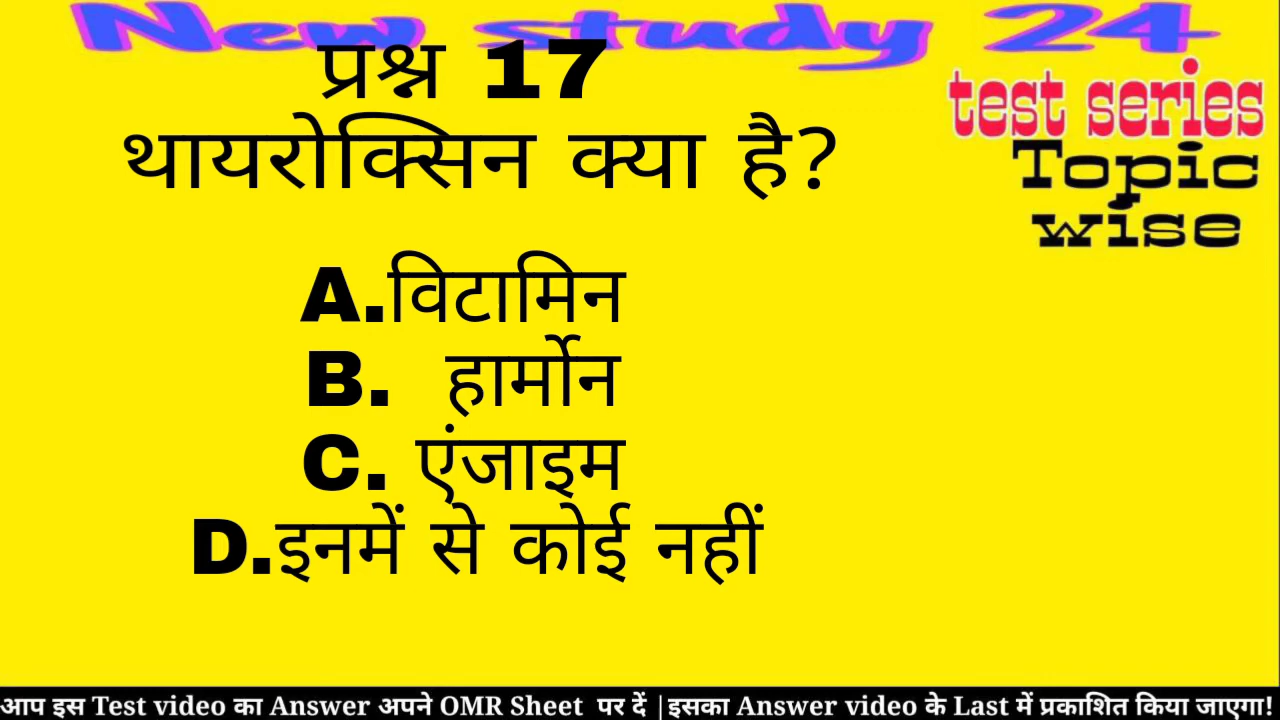 New study 24
प्रश्न 17
थायरोक्सिन क्या है?
test series
Topic
wise
A.विटामिन
B. हार्मोन
C. एंजाइम
D.इनमें से कोई नहीं
आप इस Test video का Answer अपने OMR Sheet पर दें |इसका Answer video के Last में प्रकाशित किया जाएगा!